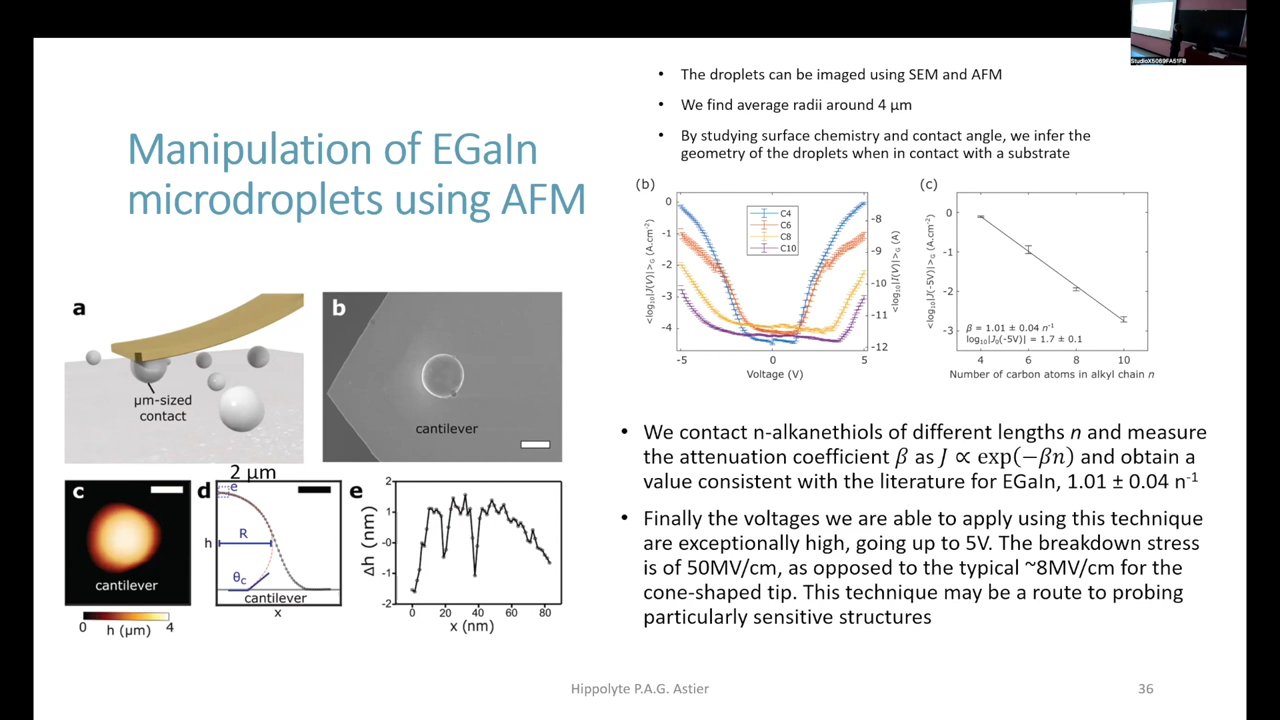 StudioX5069FA51FB
• The droplets can be imaged using SEM and AFM
• We find average radii around 4 µm
• By studying surface chemistry and contact angle, we infer the
geometry of the droplets when in contact with a substrate
Manipulation of EGaIn
microdroplets using AFM
a
µm-sized
contact
b
cantilever
2 µm
c
cantilever
0 h (µm) 4
d
e
h
R
θc
cantilever
x
e
Δh (nm)
2
1
-0
-1
-2
0 20 40 60 80
x (nm)
(b)
<log₁₀|J(V)|>G (A.cm⁻²)
0
-1
-2
-3
-4
C4
C6
C8
C10
-8
-9
-10
-11
-12
<log₁₀|I(V)|>G (A)
-5 0 5
Voltage (V)
(c)
<log₁₀|J(-5V)|>G (A.cm⁻²)
0
-1
-2
-3
β = 1.01 ± 0.04 n⁻¹
log₁₀|J₀(-5V)| = 1.7 ± 0.1
4 6 8 10
Number of carbon atoms in alkyl chain n
• We contact n-alkanethiols of different lengths n and measure
the attenuation coefficient β as J ∝ exp(−βn) and obtain a
value consistent with the literature for EGaIn, 1.01 ± 0.04 n⁻¹
• Finally the voltages we are able to apply using this technique
are exceptionally high, going up to 5V. The breakdown stress
is of 50MV/cm, as opposed to the typical ~8MV/cm for the
cone-shaped tip. This technique may be a route to probing
particularly sensitive structures
Hippolyte P.A.G. Astier
36